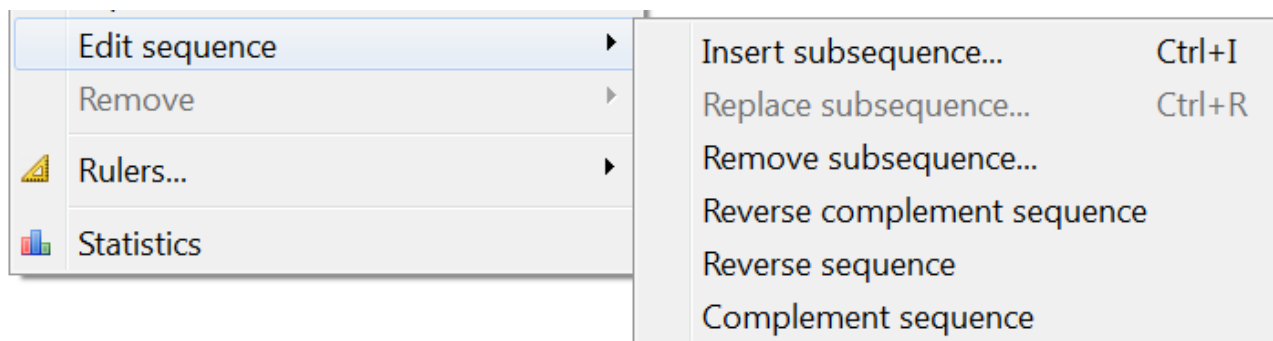 Edit sequence
Remove
Rulers...
Statistics
Insert subsequence... Ctrl+I
Replace subsequence... Ctrl+R
Remove subsequence...
Reverse complement sequence
Reverse sequence
Complement sequence